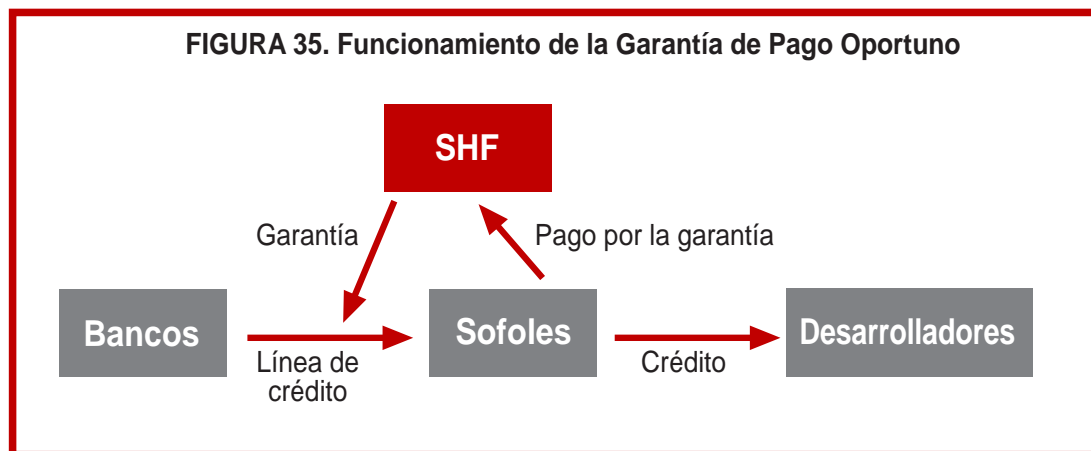 FIGURA 35. Funcionamiento de la Garantía de Pago Oportuno
SHF
Garantía
Pago por la garantía
Bancos
Línea de
crédito
Sofoles
Crédito
Desarrolladores